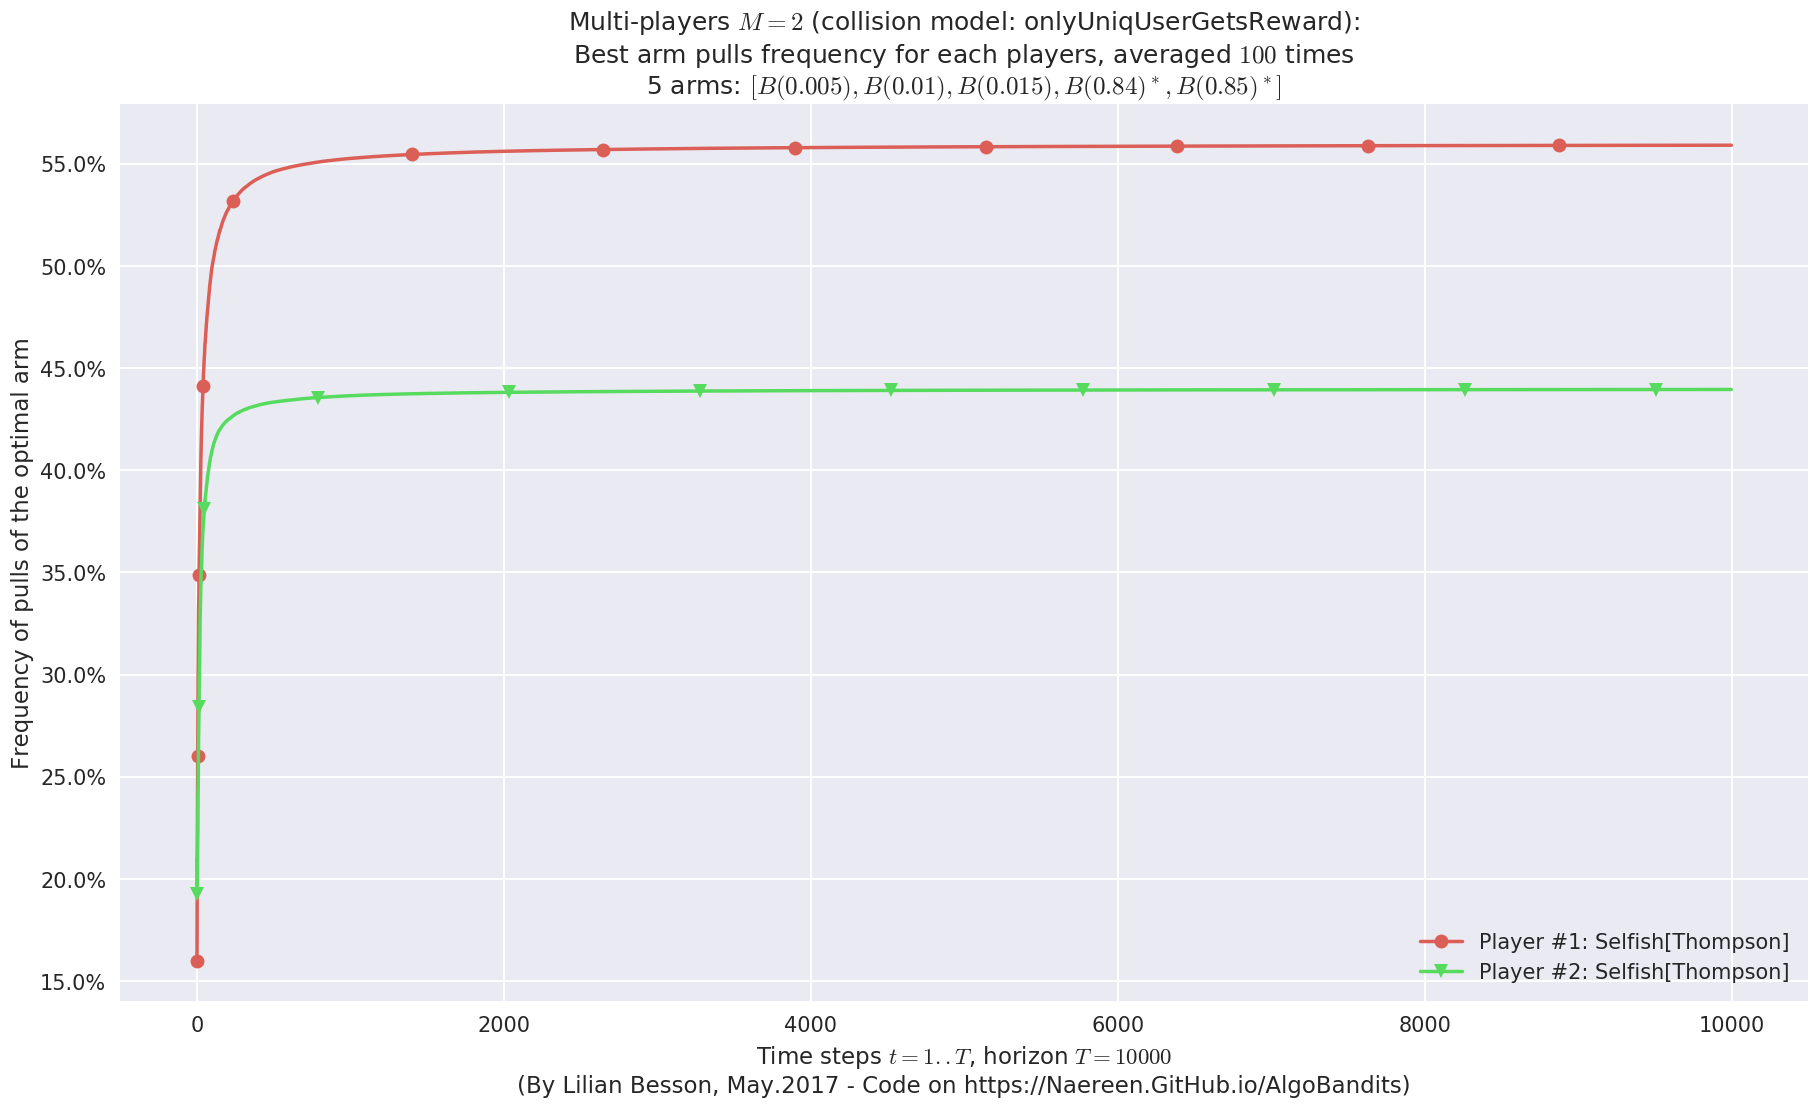 Multi-players M = 2 (collision model: onlyUniqUserGetsReward):
Best arm pulls frequency for each players, averaged 100 times
5 arms: [B(0.005), B(0.01), B(0.015), B(0.84)*, B(0.85)*]
Frequency of pulls of the optimal arm
55.0%
50.0%
45.0%
40.0%
35.0%
30.0%
25.0%
20.0%
15.0%
Player #1: Selfish[Thompson]
Player #2: Selfish[Thompson]
0 2000 4000 6000 8000 10000
Time steps t = 1..T, horizon T = 10000
(By Lilian Besson, May.2017 - Code on https://Naereen.GitHub.io/AlgoBandits)